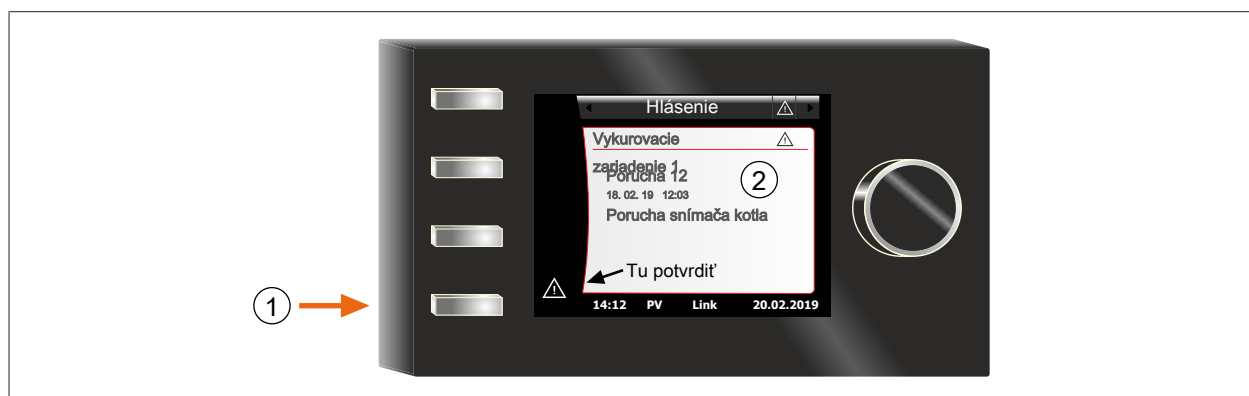 Hlásenie
Vykurovacie
zariadenie 1
Porucha 12
18. 02. 19 12:03
Porucha snímača kotla
2
Tu potvrdiť
14:12 PV Link 20.02.2019
1